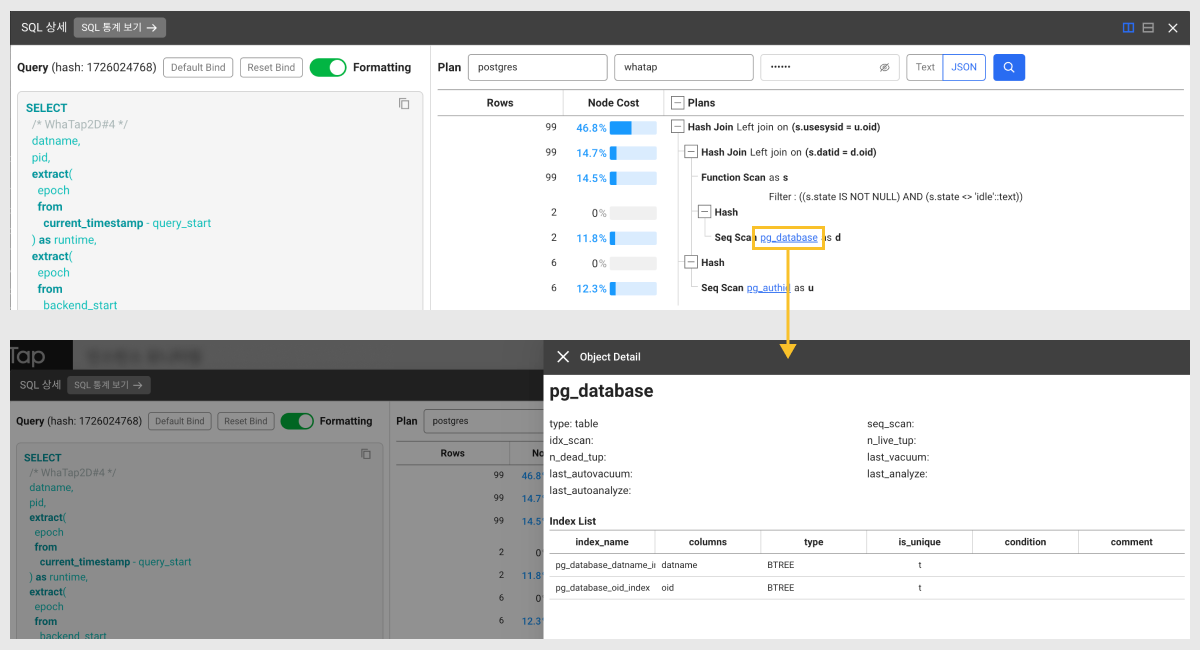 SQL 상세 SQL 통계 보기 →
Query (hash: 1726024768) Default Bind Reset Bind Formatting
SELECT
/* WhaTap2D#4 */
datname,
pid,
extract(
epoch
from
current_timestamp - query_start
) as runtime,
extract(
epoch
from
backend_start
Plan postgres whatap •••••• Text JSON
Rows Node Cost Plans
99 46.8% Hash Join Left join on (s.usesysid = u.oid)
99 14.7% Hash Join Left join on (s.datid = d.oid)
99 14.5% Function Scan as s
Filter : ((s.state IS NOT NULL) AND (s.state <> 'idle'::text))
2 0% Hash
2 11.8% Seq Scan pg_database as d
6 0% Hash
6 12.3% Seq Scan pg_authid as u
Tap
SQL 상세 SQL 통계 보기 →
Query (hash: 1726024768) Default Bind Reset Bind Formatting
SELECT
/* WhaTap2D#4 */
datname,
pid,
extract(
epoch
from
current_timestamp - query_start
) as runtime,
extract(
epoch
from
backend_start
Plan postgres
Rows No
99 46.8%
99 14.7
99 14.5
2 0
2 11.8
6 0
6 12.3
Object Detail
pg_database
type: table seq_scan:
idx_scan: n_live_tup:
n_dead_tup: last_vacuum:
last_autovacuum: last_analyze:
last_autoanalyze:
Index List
index_name columns type is_unique condition comment
pg_database_datname_i datname BTREE t
pg_database_oid_index oid BTREE t